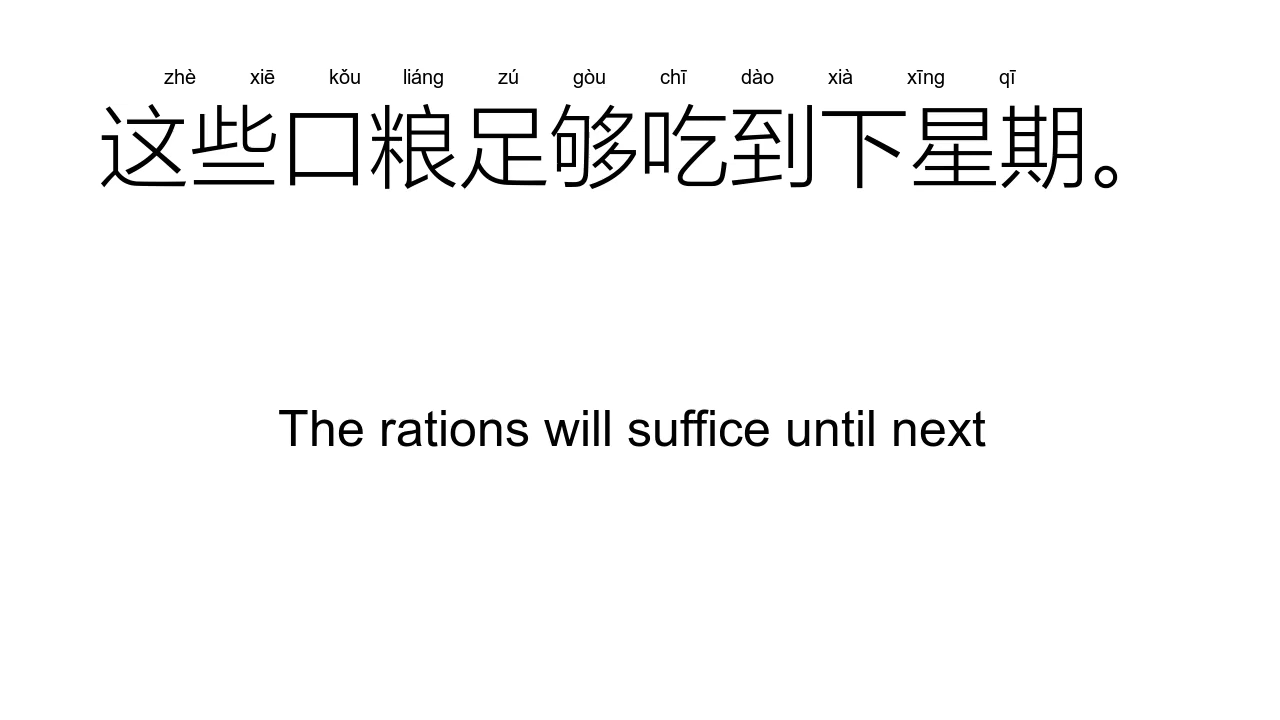 zhè xiē kǒu liáng zú gòu chī dào xià xīng qī
这些口粮足够吃到下星期。
The rations will suffice until next